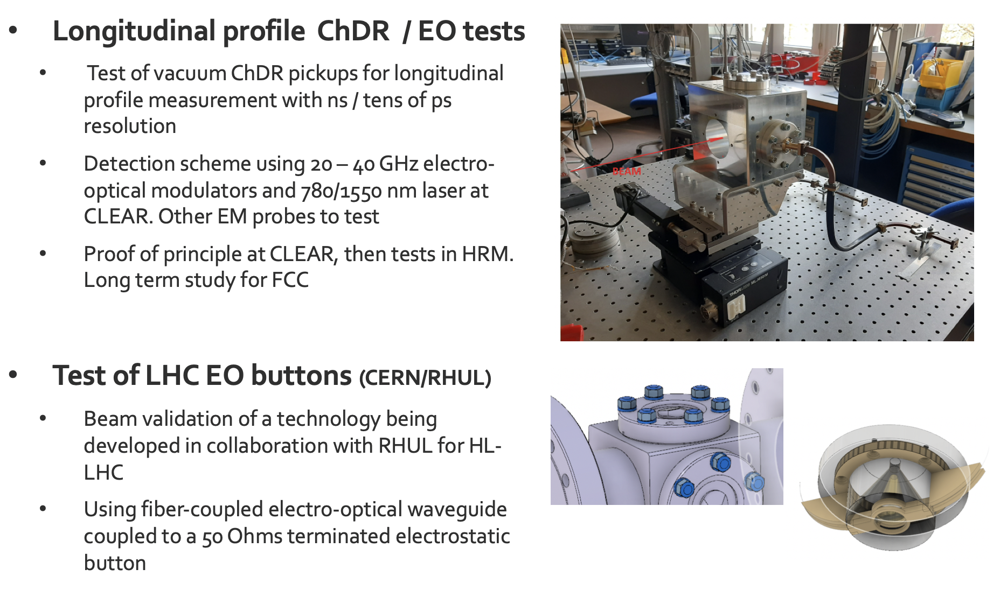 • Longitudinal profile ChDR / EO tests
• Test of vacuum ChDR pickups for longitudinal
profile measurement with ns / tens of ps
resolution
• Detection scheme using 20 – 40 GHz electro-
optical modulators and 780/1550 nm laser at
CLEAR. Other EM probes to test
• Proof of principle at CLEAR, then tests in HRM.
Long term study for FCC
BEAM
THORLABS
• Test of LHC EO buttons (CERN/RHUL)
• Beam validation of a technology being
developed in collaboration with RHUL for HL-
LHC
• Using fiber-coupled electro-optical waveguide
coupled to a 50 Ohms terminated electrostatic
button